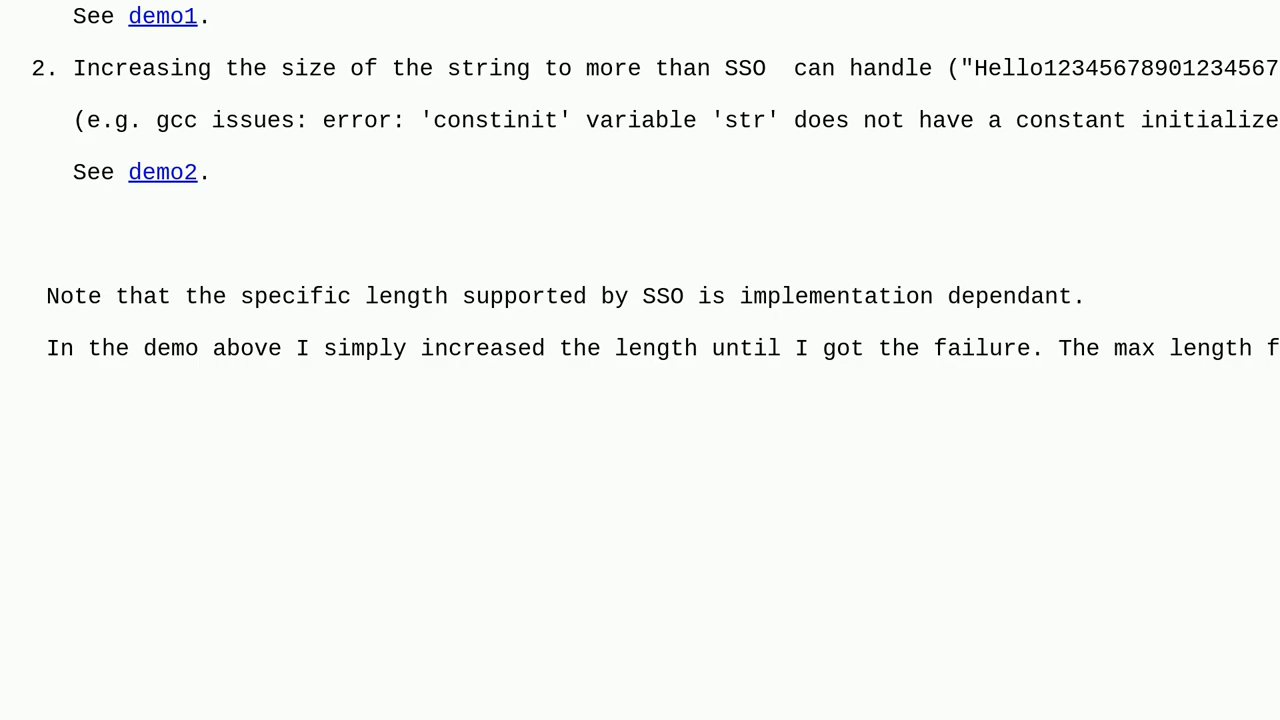 See demo1.
2. Increasing the size of the string to more than SSO  can handle ("Hello12345678901234567
(e.g. gcc issues: error: 'constinit' variable 'str' does not have a constant initialize
See demo2.
Note that the specific length supported by SSO is implementation dependant.
In the demo above I simply increased the length until I got the failure. The max length f